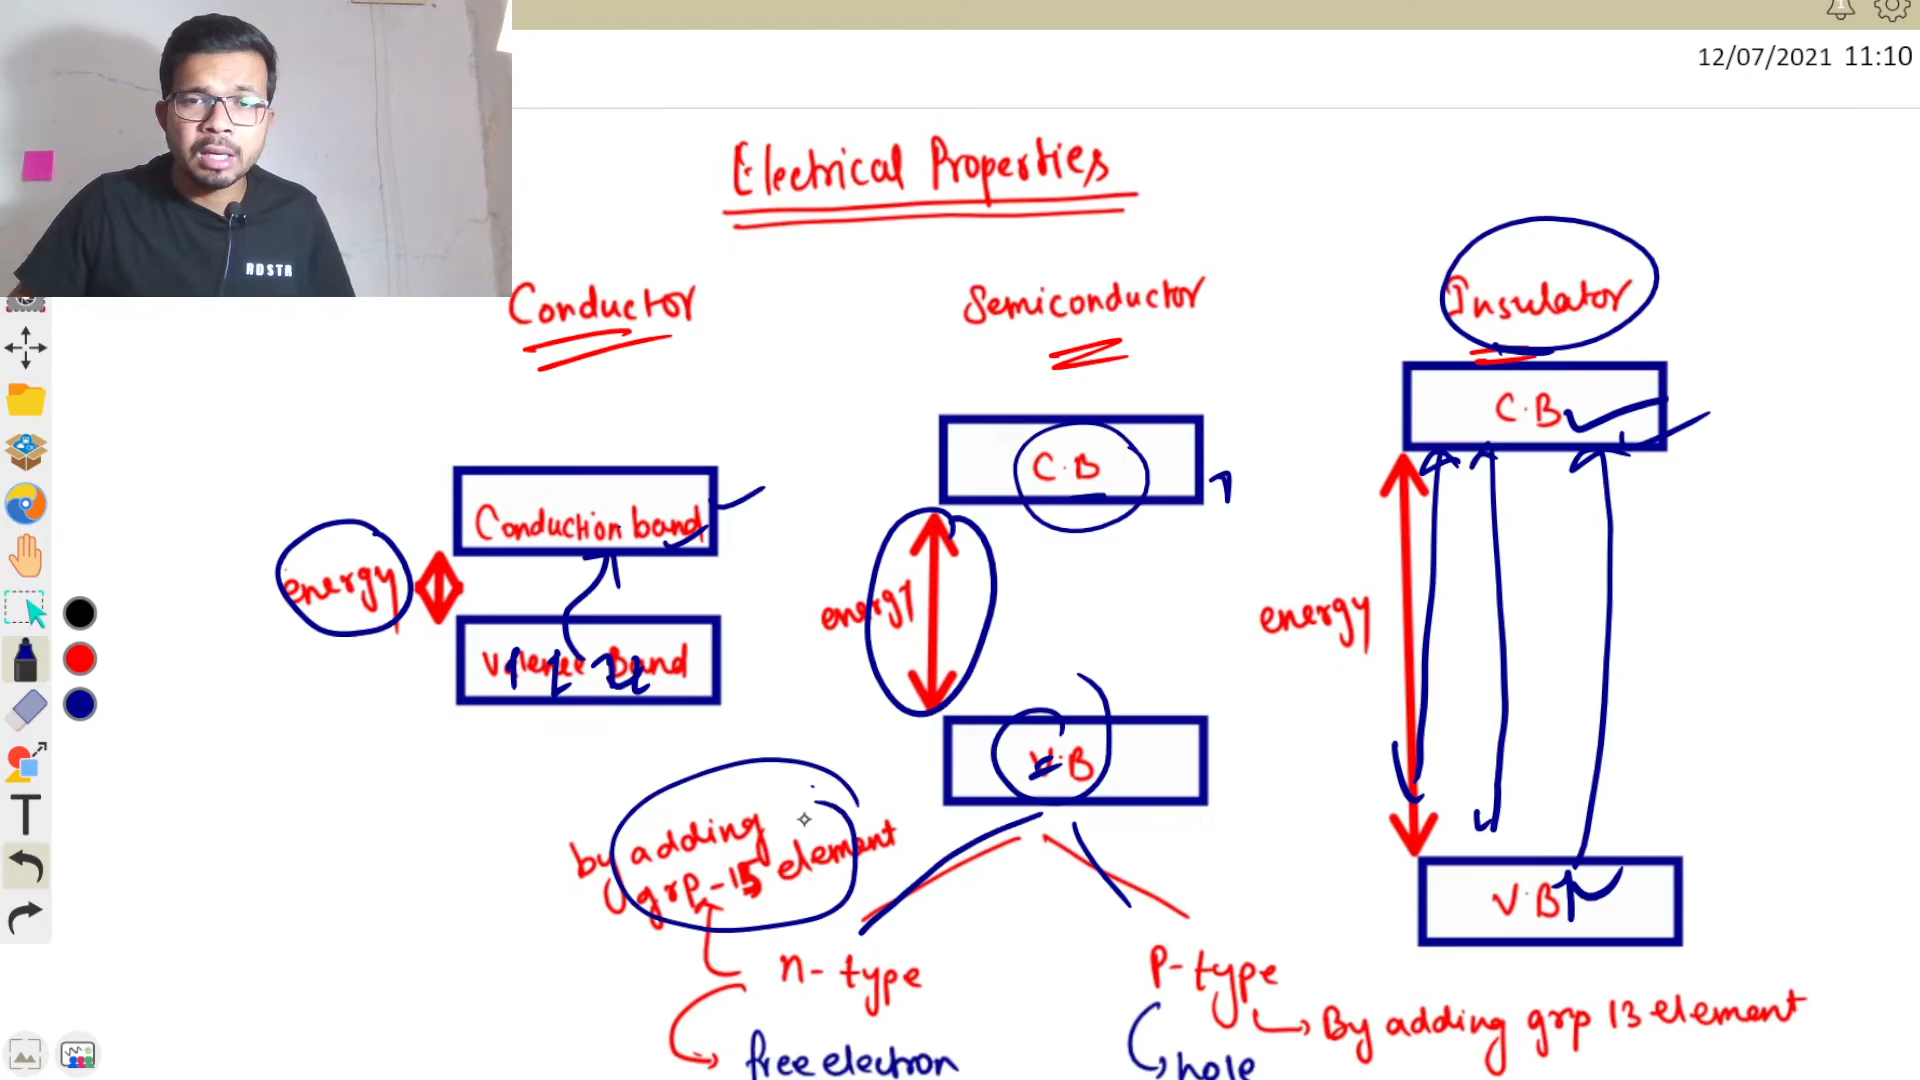 12/07/2021 11:10
RDSTR
Electrical Properties
Conductor
Semiconductor
Insulator
C.B
C.B
Conduction band
energy
energy
energy
Valence Band
V.B
V.B
by adding
grp-15 element
n-type
P-type
By adding grp 13 element
free electron
hole